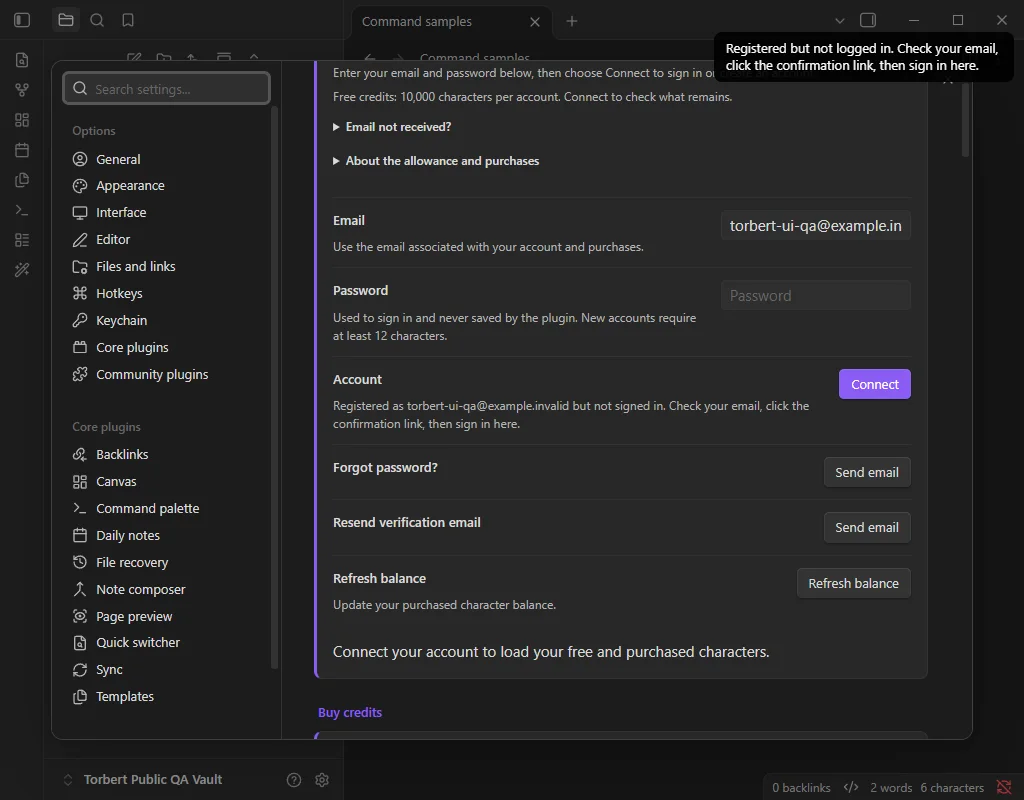 Command samples
Command samples
Registered but not logged in. Check your email,
click the confirmation link, then sign in here.
Search settings...
Options
General
Appearance
Interface
Editor
Files and links
Hotkeys
Keychain
Core plugins
Community plugins
Core plugins
Backlinks
Canvas
Command palette
Daily notes
File recovery
Note composer
Page preview
Quick switcher
Sync
Templates
Enter your email and password below, then choose Connect to sign in or
Free credits: 10,000 characters per account. Connect to check what remains.
Email not received?
About the allowance and purchases
Email
torbert-ui-qa@example.in
Use the email associated with your account and purchases.
Password
Password
Used to sign in and never saved by the plugin. New accounts require
at least 12 characters.
Account
Connect
Registered as torbert-ui-qa@example.invalid but not signed in. Check your email, click the
confirmation link, then sign in here.
Forgot password?
Send email
Resend verification email
Send email
Refresh balance
Refresh balance
Update your purchased character balance.
Connect your account to load your free and purchased characters.
Buy credits
Torbert Public QA Vault
0 backlinks
2 words
6 characters